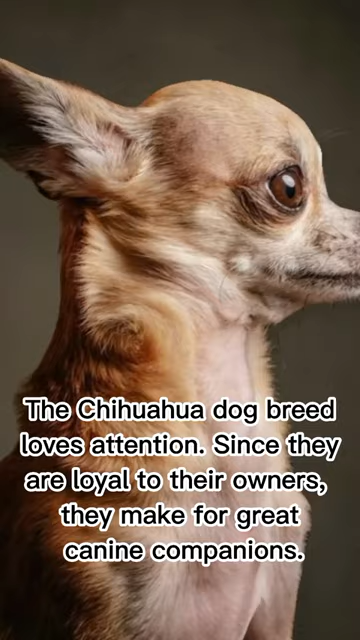 The Chihuahua dog breed
loves attention. Since they
are loyal to their owners,
they make for great
canine companions.